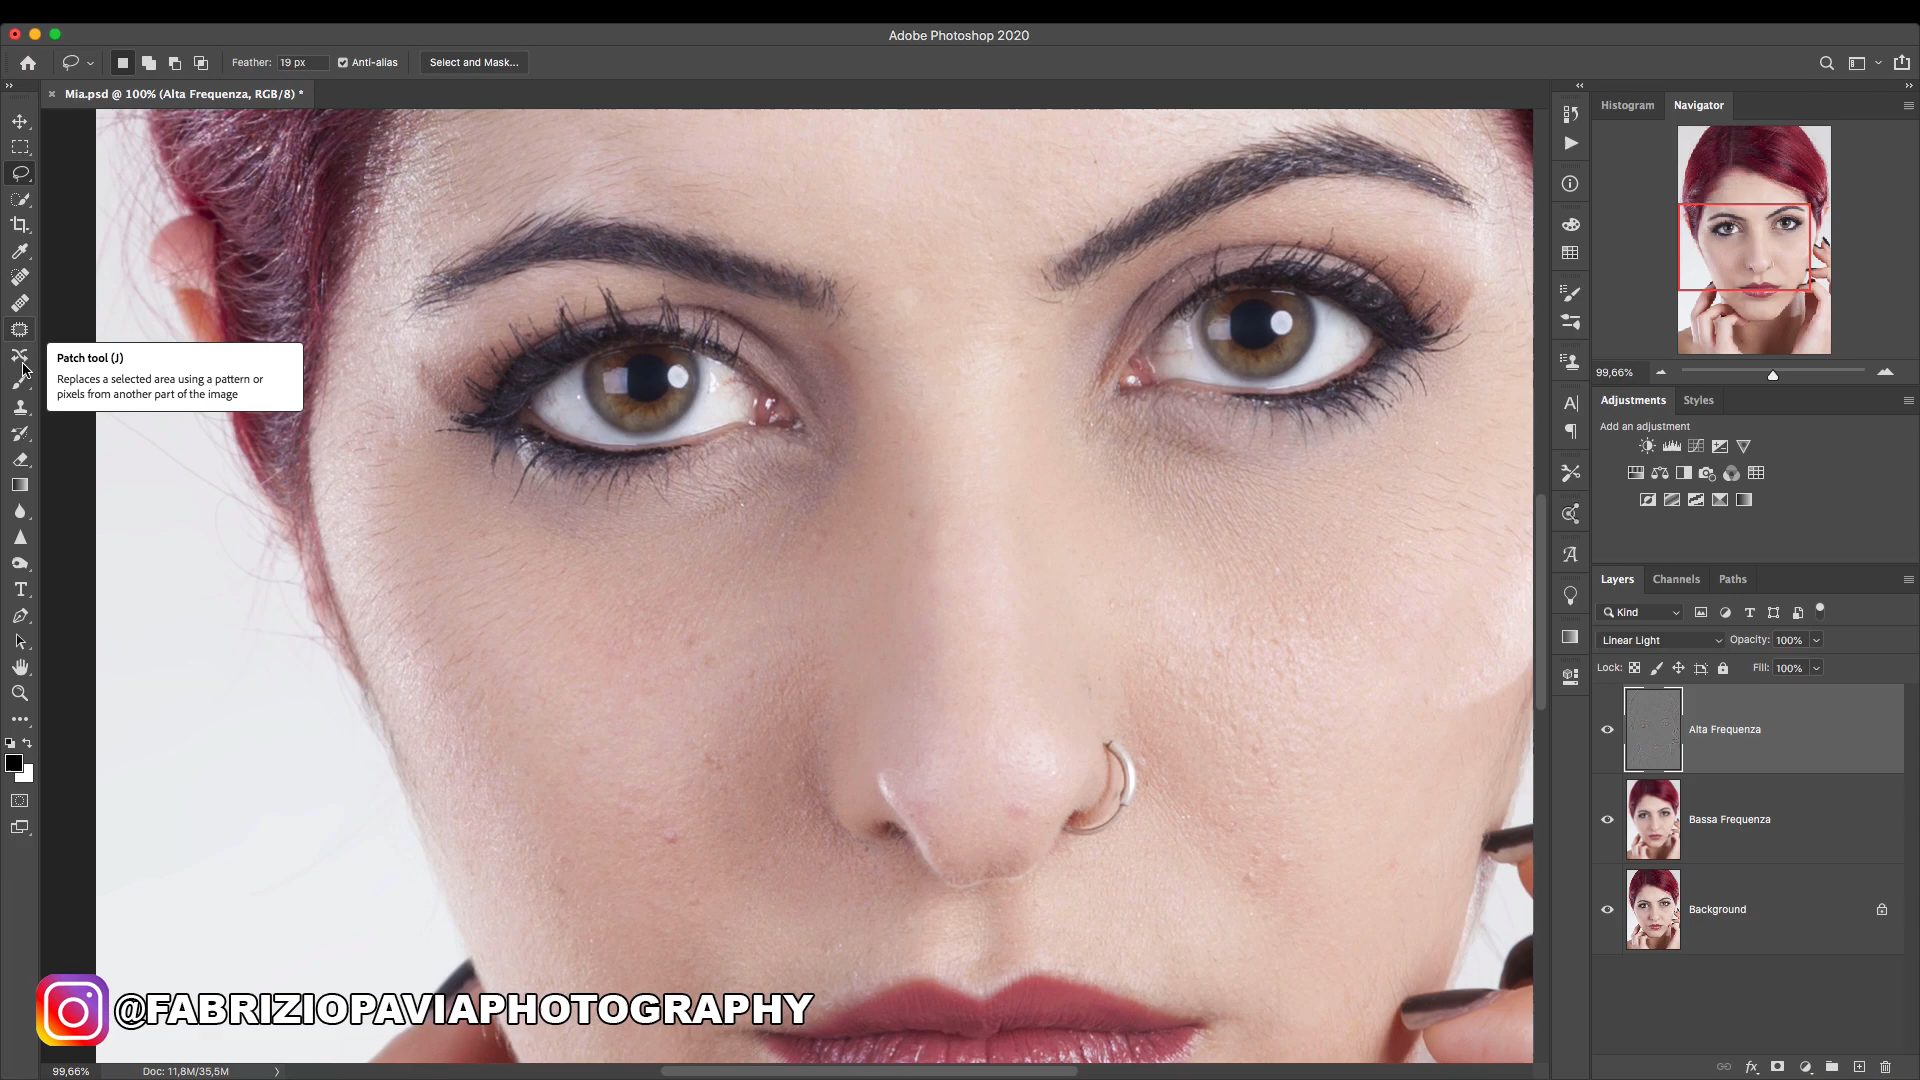 Adobe Photoshop 2020
Feather: 19 px Anti-alias Select and Mask...
Mia.psd @ 100% (Alta Frequenza, RGB/8) *
Histogram Navigator
Patch tool (J)
Replaces a selected area using a pattern or
pixels from another part of the image
99,66%
Adjustments Styles
Add an adjustment
Layers Channels Paths
Kind
Linear Light Opacity: 100%
Lock: Fill: 100%
Alta Frequenza
Bassa Frequenza
Background
@FABRIZIOPAVIAPHOTOGRAPHY
99,66% Doc: 11,8M/35,5M